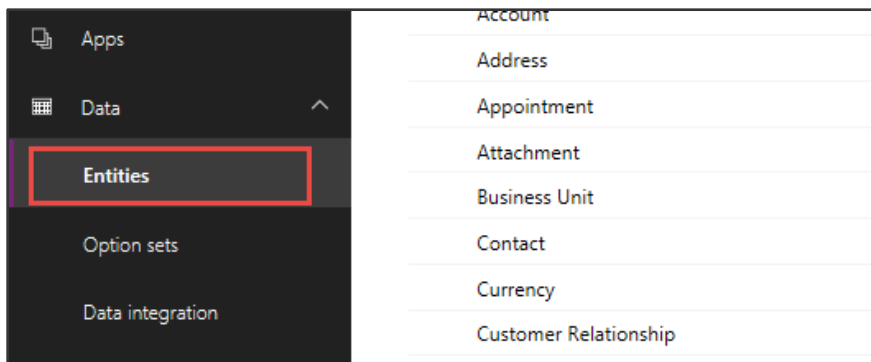 Apps
Data
Entities
Option sets
Data integration
Account
Address
Appointment
Attachment
Business Unit
Contact
Currency
Customer Relationship